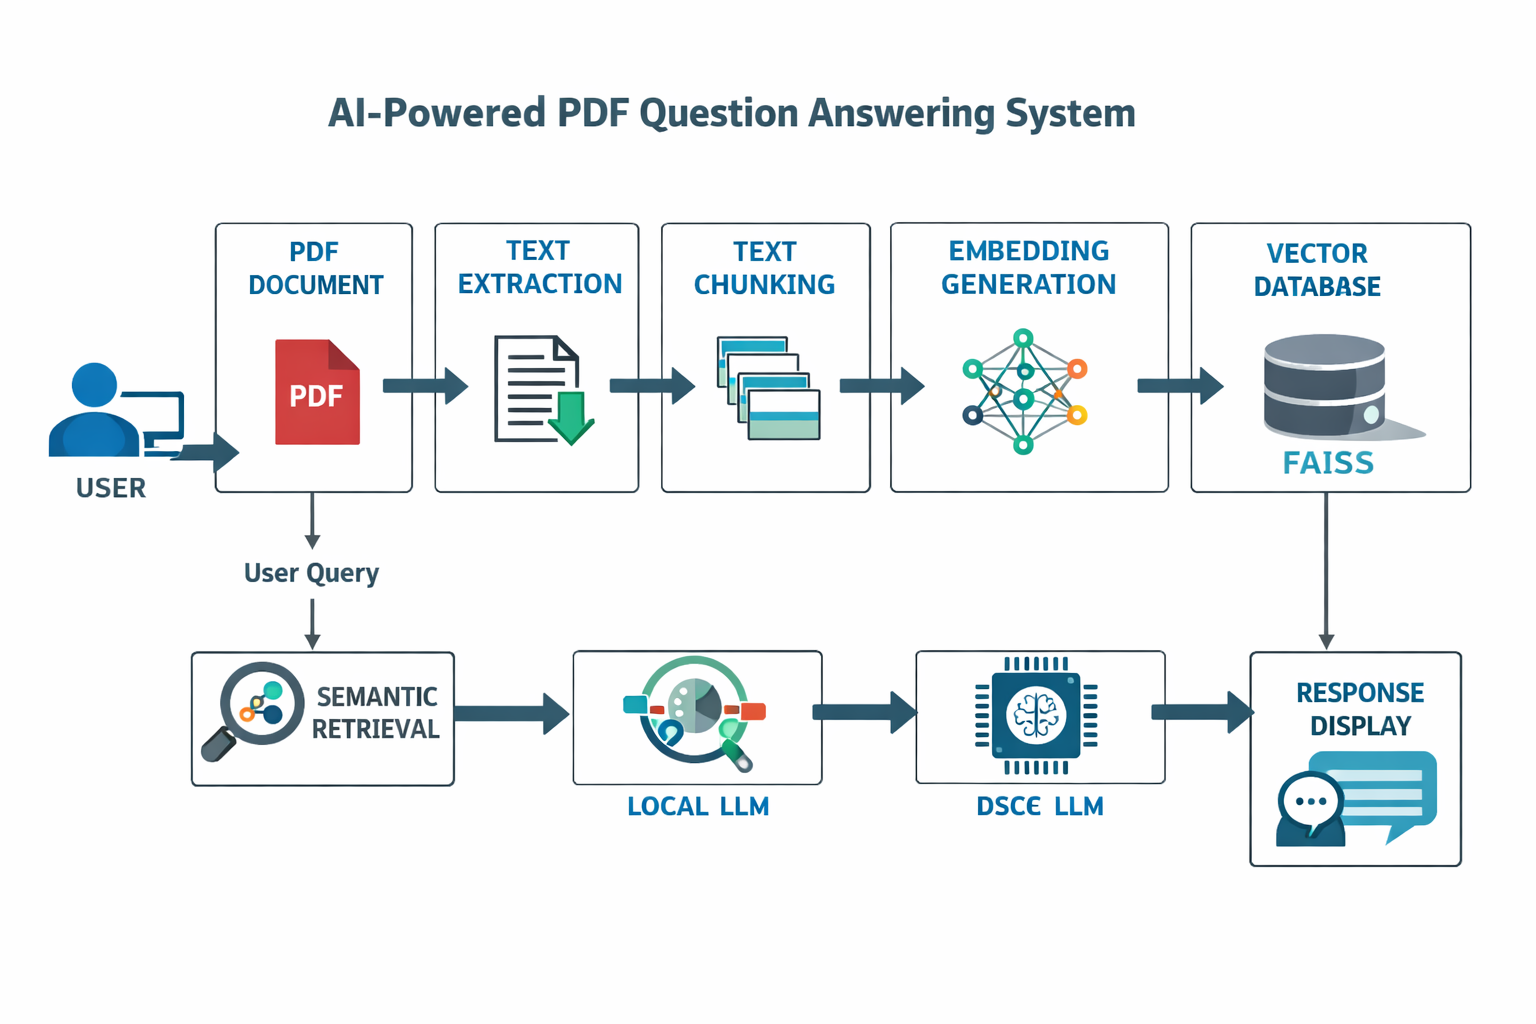 AI-Powered PDF Question Answering System
PDF
DOCUMENT
PDF
TEXT
EXTRACTION
TEXT
CHUNKING
EMBEDDING
GENERATION
VECTOR
DATABASE
FAISS
USER
User Query
SEMANTIC
RETRIEVAL
LOCAL LLM
DSCE LLM
RESPONSE
DISPLAY